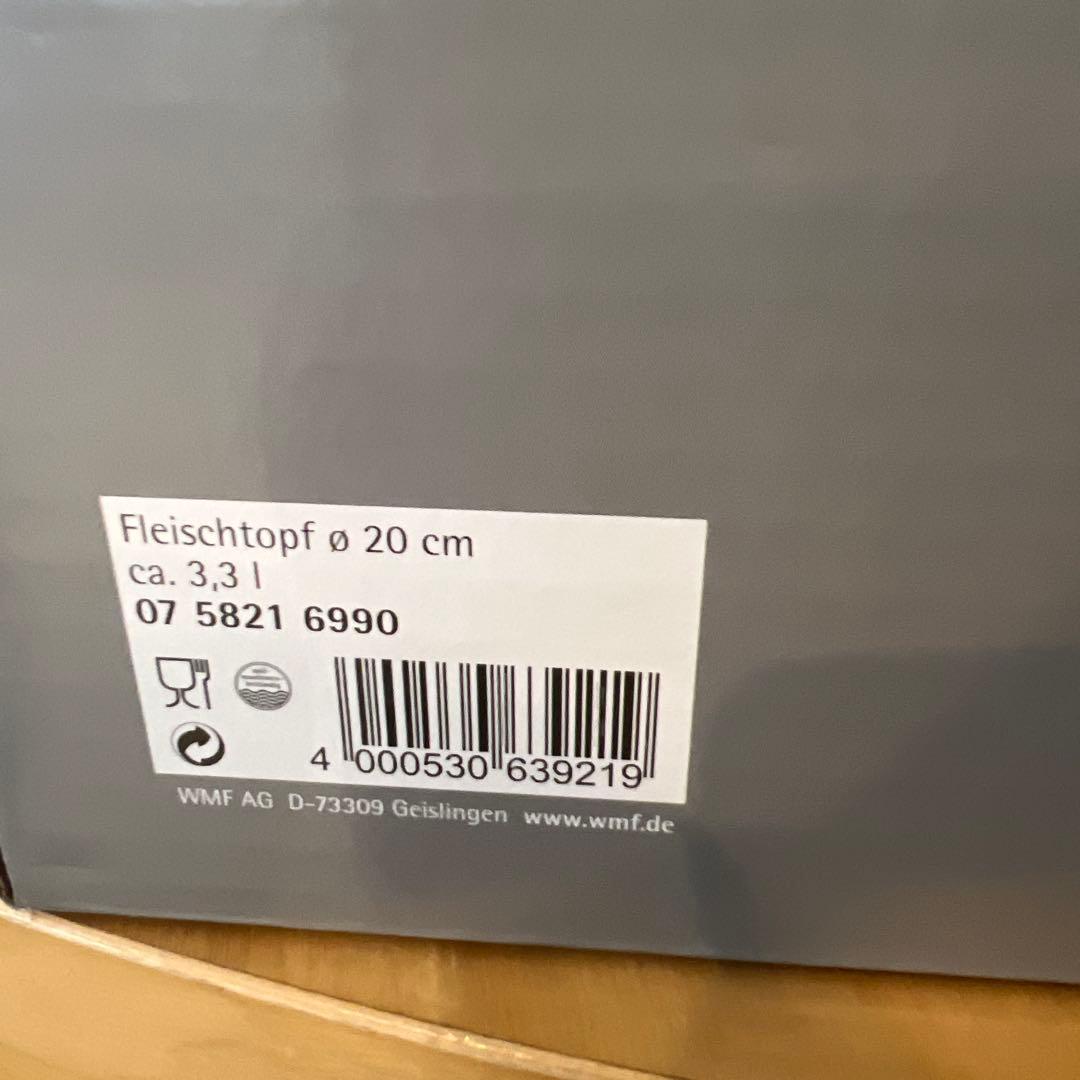 Fleischtopf ø 20 cm
ca. 3,3 l
07 5821 6990
4 000530 639219
WMF AG D-73309 Geislingen www.wmf.de